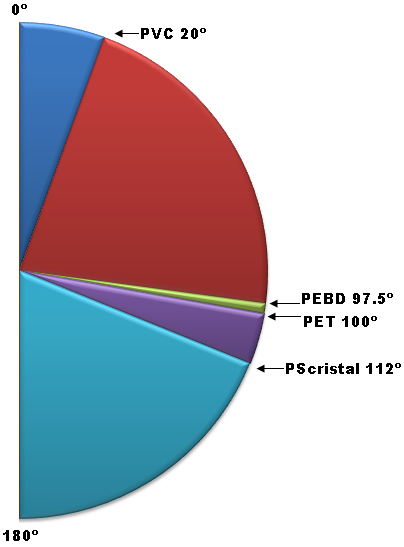 0º
PVC 20º
PEBD 97.5º
PET 100º
PScristal 112º
180º